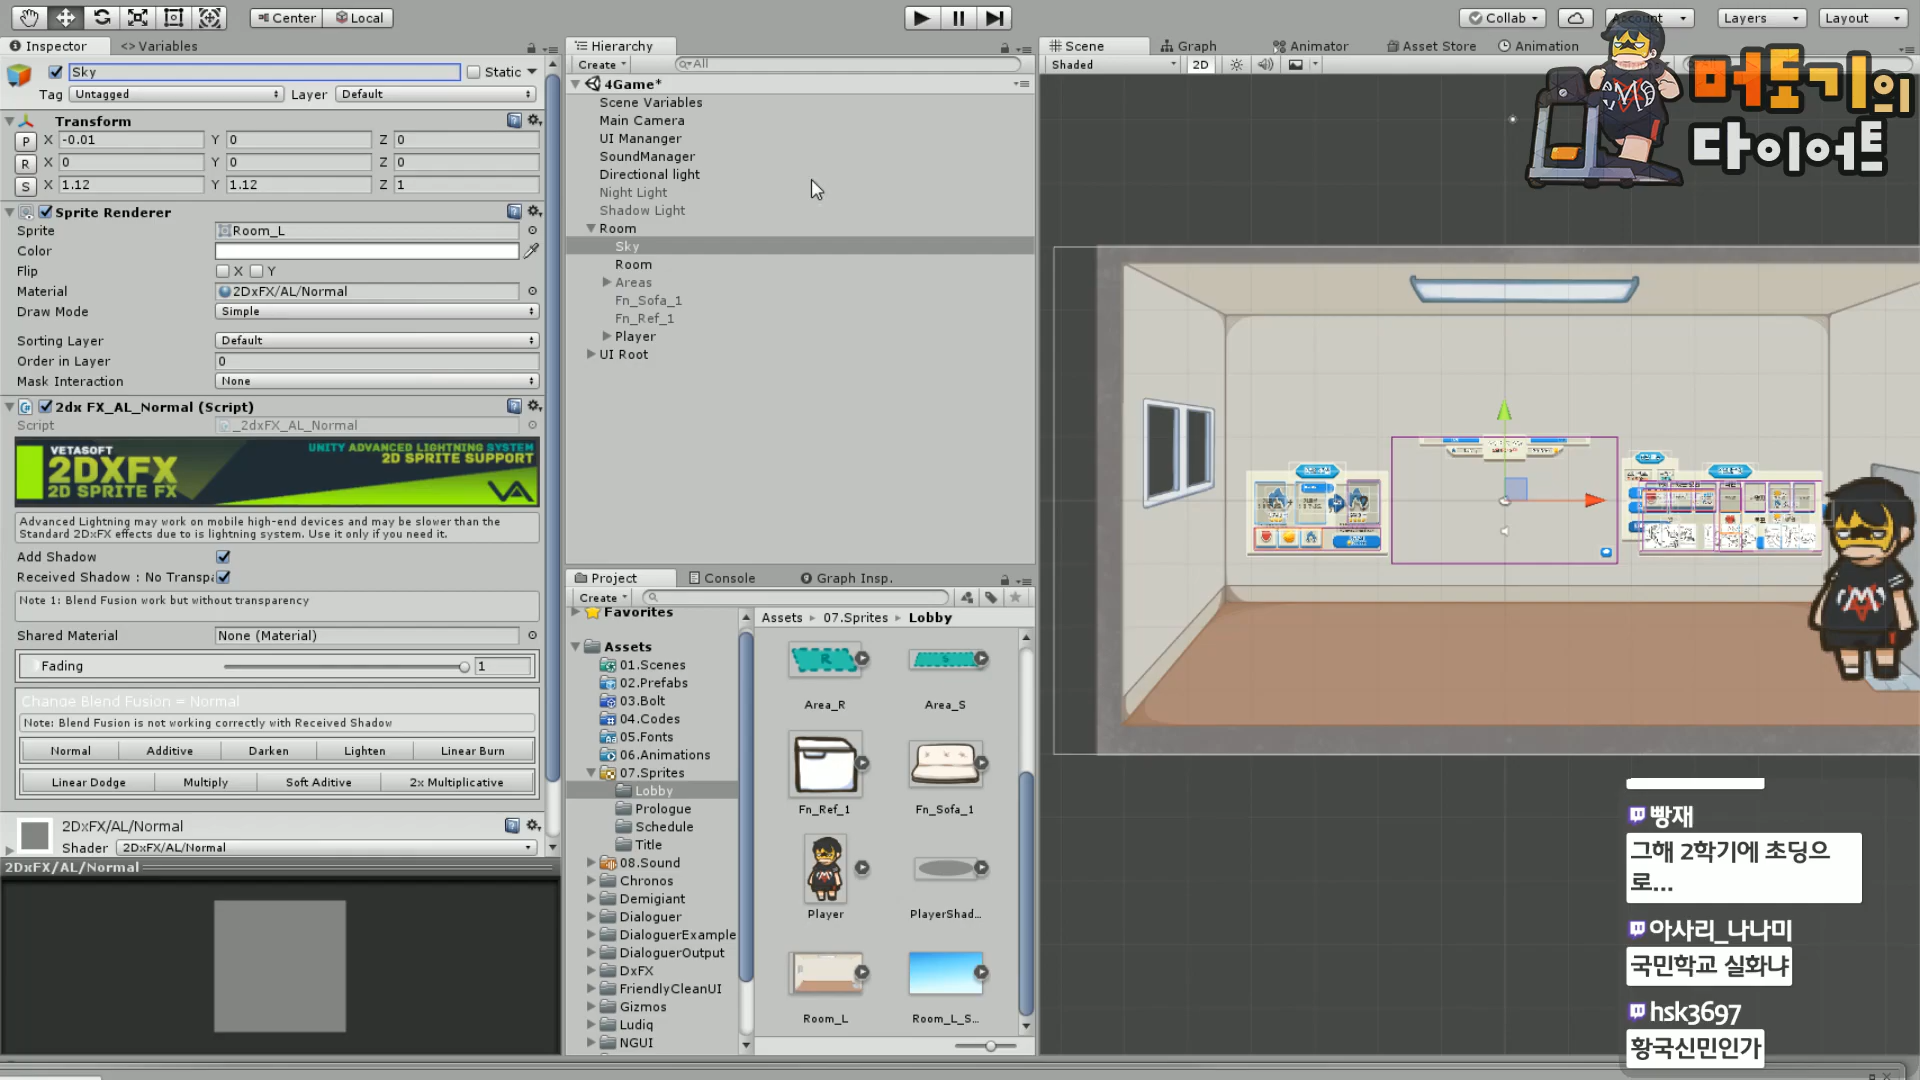 Center
Local
Collab
Account
Layers
Layout
Inspector
<> Variables
Hierarchy
Scene
Graph
Animator
Asset Store
Animation
Create
All
Shaded
2D
Sky
Static
Tag
Untagged
Layer
Default
Transform
P X -0.01 Y 0 Z 0
R X 0 Y 0 Z 0
S X 1.12 Y 1.12 Z 1
Sprite Renderer
Sprite
Room_L
Color
Flip
X
Y
Material
2DxFX/AL/Normal
Draw Mode
Simple
Sorting Layer
Default
Order in Layer
0
Mask Interaction
None
2dx FX_AL_Normal (Script)
Script
_2dxFX_AL_Normal
VETASOFT
2DXFX
2D SPRITE FX
UNITY ADVANCED LIGHTNING SYSTEM
2D SPRITE SUPPORT
Advanced Lightning may work on mobile high-end devices and may be slower than the
Standard 2DxFX effects due to is lightning system. Use it only if you need it.
Add Shadow
Received Shadow : No Transpa
Note 1: Blend Fusion work but without transparency
Shared Material
None (Material)
Fading
1
Change Blend Fusion = Normal
Note: Blend Fusion is not working correctly with Received Shadow
Normal
Additive
Darken
Lighten
Linear Burn
Linear Dodge
Multiply
Soft Aditive
2x Multiplicative
2DxFX/AL/Normal
Shader
2DxFX/AL/Normal
2DxFX/AL/Normal
4Game*
Scene Variables
Main Camera
UI Mananger
SoundManager
Directional light
Night Light
Shadow Light
Room
Sky
Room
Areas
Fn_Sofa_1
Fn_Ref_1
Player
UI Root
Project
Console
Graph Insp.
Create
Favorites
Assets
01.Scenes
02.Prefabs
03.Bolt
04.Codes
05.Fonts
06.Animations
07.Sprites
Lobby
Prologue
Schedule
Title
08.Sound
Chronos
Demigiant
Dialoguer
DialoguerExample
DialoguerOutput
DxFX
FriendlyCleanUI
Gizmos
Ludiq
NGUI
Assets
07.Sprites
Lobby
R
Area_R
Area_S
Fn_Ref_1
Fn_Sofa_1
Player
PlayerShad...
Room_L
Room_L_S...
머도기의
다이어트
빵재
그해 2학기에 초딩으
로...
아사리_나나미
국민학교 실화냐
hsk3697
황국신민인가